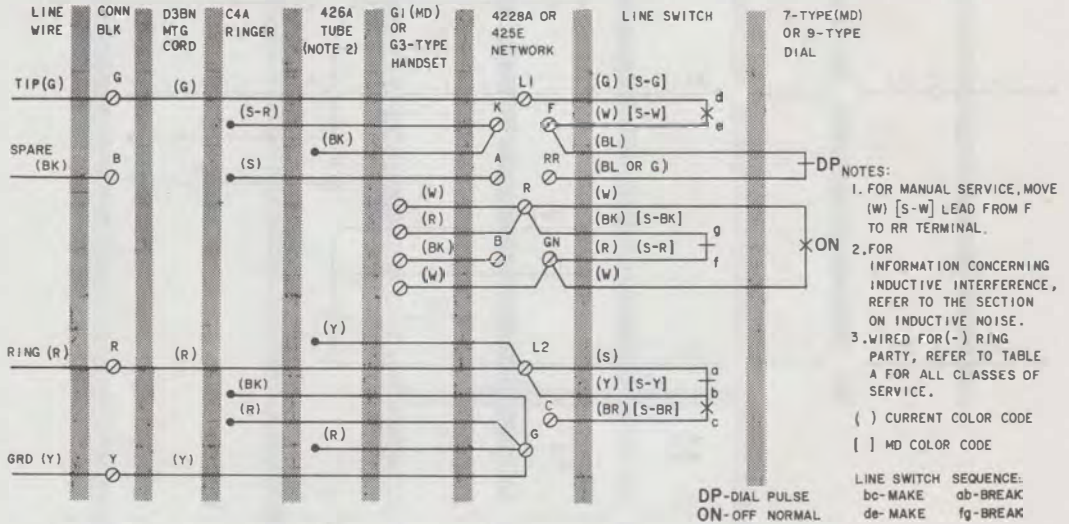 LINE WIRE
CONN BLK
D3BN MTG CORD
C4A RINGER
426A TUBE (NOTE 2)
G1 (MD) OR G3-TYPE HANDSET
4228A OR 425E NETWORK
LINE SWITCH
7-TYPE(MD) OR 9-TYPE DIAL
TIP(G)
G
(G)
L1
(G) [S-G]
d
(S-R)
K
F
(W) [S-W]
e
(BK)
(BL)
SPARE (BK)
B
(S)
A
RR
(BL OR G)
DP
(W)
R
(W)
(R)
(BK) [S-BK]
g
(BK)
B
GN
(R) (S-R]
f
ON
(W)
(W)
(Y)
L2
RING (R)
R
(R)
(S)
a
(BK)
(Y) [S-Y]
b
(R)
C
(BR)[S-BR]
c
(R)
G
GRD (Y)
Y
(Y)
NOTES:
1. FOR MANUAL SERVICE, MOVE
(W) [S-W] LEAD FROM F
TO RR TERMINAL.
2. FOR
INFORMATION CONCERNING
INDUCTIVE INTERFERENCE,
REFER TO THE SECTION
ON INDUCTIVE NOISE.
3. WIRED FOR(-) RING
PARTY, REFER TO TABLE
A FOR ALL CLASSES OF
SERVICE.
( ) CURRENT COLOR CODE
[ ] MD COLOR CODE
LINE SWITCH SEQUENCE:
bc-MAKE ab-BREAK
de-MAKE fg-BREAK
DP-DIAL PULSE
ON-OFF NORMAL